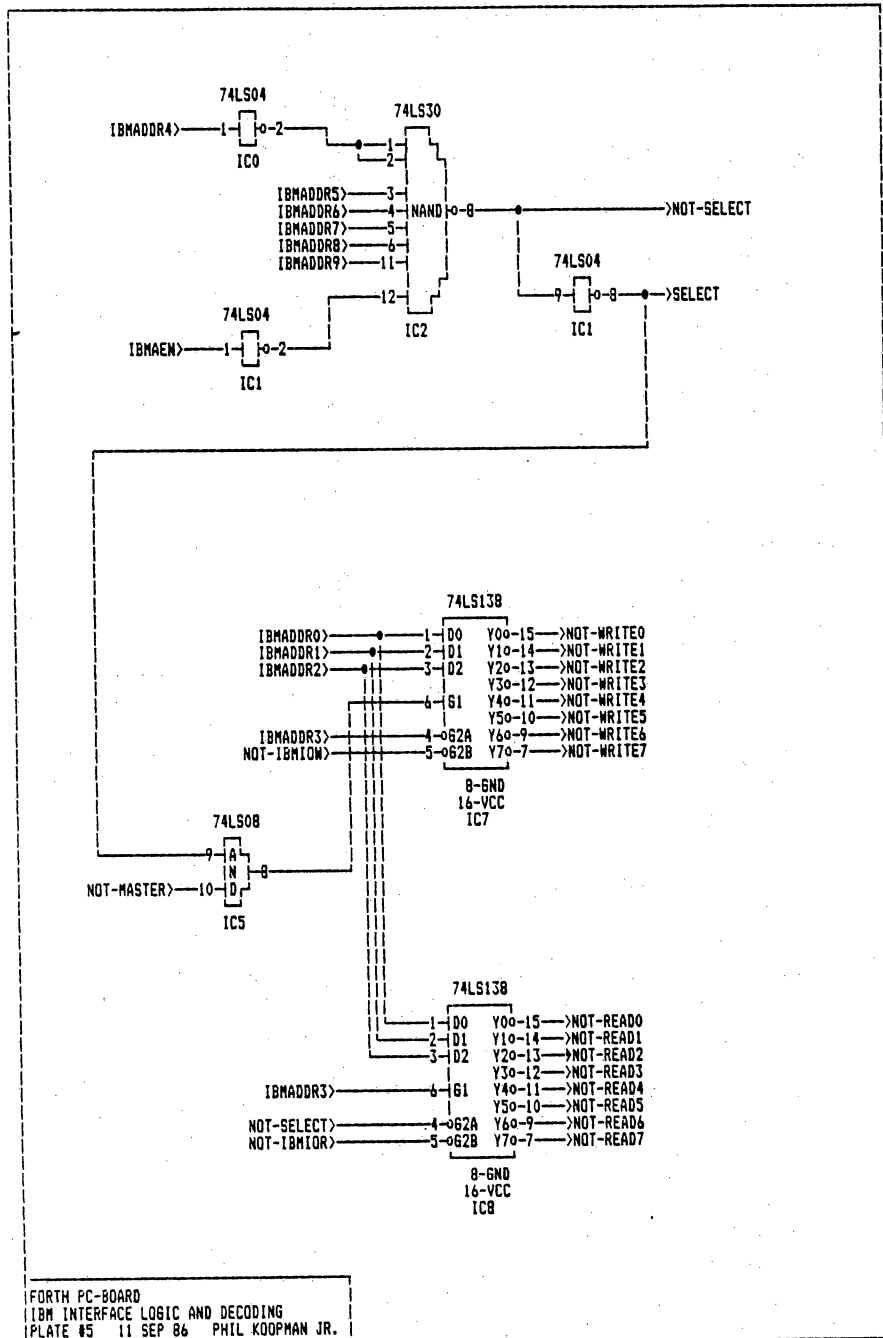 74LS04
IBMADDR4> 1 2
IC0
74LS30
1
2
IBMADDR5> 3
IBMADDR6> 4 NAND 8 >NOT-SELECT
IBMADDR7> 5
IBMADDR8> 6
IBMADDR9> 11
12
IC2
74LS04
9 8 >SELECT
IC1
74LS04
IBMAEN> 1 2
IC1
74LS138
IBMADDR0> 1 D0 Y0 15 >NOT-WRITE0
IBMADDR1> 2 D1 Y1 14 >NOT-WRITE1
IBMADDR2> 3 D2 Y2 13 >NOT-WRITE2
Y3 12 >NOT-WRITE3
6 G1 Y4 11 >NOT-WRITE4
Y5 10 >NOT-WRITE5
IBMADDR3> 4 G2A Y6 9 >NOT-WRITE6
NOT-IBMIOW> 5 G2B Y7 7 >NOT-WRITE7
8-GND
16-VCC
IC7
74LS08
9 A
N 8
NOT-MASTER> 10 D
IC5
74LS138
1 D0 Y0 15 >NOT-READ0
2 D1 Y1 14 >NOT-READ1
3 D2 Y2 13 >NOT-READ2
Y3 12 >NOT-READ3
IBMADDR3> 6 G1 Y4 11 >NOT-READ4
Y5 10 >NOT-READ5
NOT-SELECT> 4 G2A Y6 9 >NOT-READ6
NOT-IBMIOR> 5 G2B Y7 7 >NOT-READ7
8-GND
16-VCC
IC8
FORTH PC-BOARD
IBM INTERFACE LOGIC AND DECODING
PLATE #5 11 SEP 86 PHIL KOOPMAN JR.